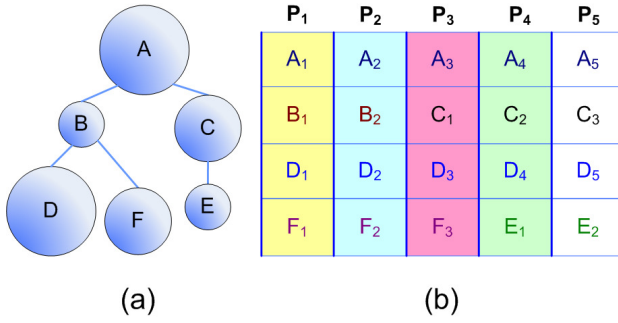 A
B
C
D
F
E
(a)
P₁ P₂ P₃ P₄ P₅
A₁ A₂ A₃ A₄ A₅
B₁ B₂ C₁ C₂ C₃
D₁ D₂ D₃ D₄ D₅
F₁ F₂ F₃ E₁ E₂
(b)